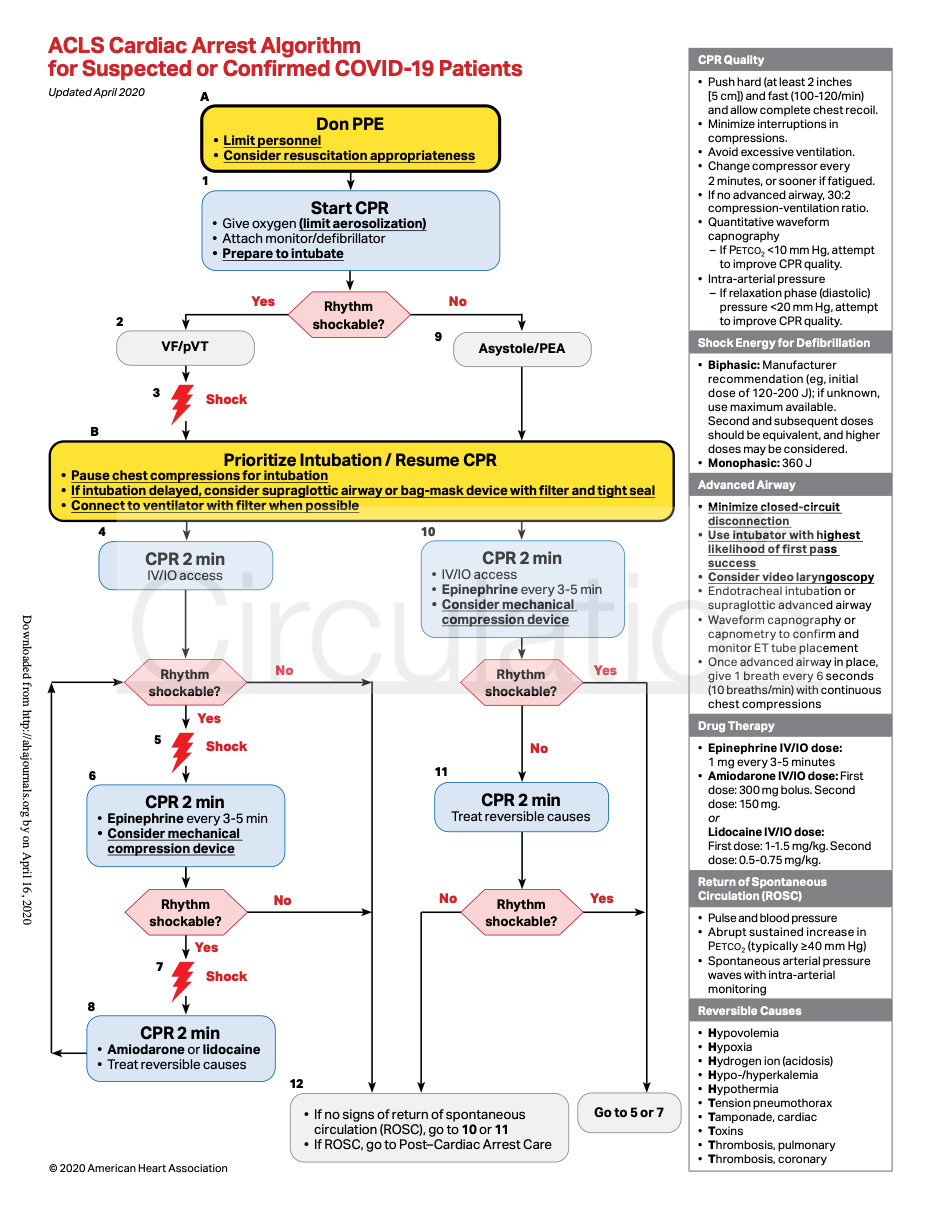 ACLS Cardiac Arrest Algorithm
for Suspected or Confirmed COVID-19 Patients
Updated April 2020
A
Don PPE
• Limit personnel
• Consider resuscitation appropriateness
1
Start CPR
• Give oxygen (limit aerosolization)
• Attach monitor/defibrillator
• Prepare to intubate
Rhythm
shockable?
Yes
No
2
VF/pVT
9
Asystole/PEA
3
Shock
B
Prioritize Intubation / Resume CPR
• Pause chest compressions for intubation
• If intubation delayed, consider supraglottic airway or bag-mask device with filter and tight seal
• Connect to ventilator with filter when possible
4
CPR 2 min
IV/IO access
10
CPR 2 min
• IV/IO access
• Epinephrine every 3-5 min
• Consider mechanical
compression device
Circulation
Rhythm
shockable?
No
Yes
Rhythm
shockable?
Yes
No
5
Shock
6
CPR 2 min
• Epinephrine every 3-5 min
• Consider mechanical
compression device
11
CPR 2 min
Treat reversible causes
Rhythm
shockable?
No
Yes
Rhythm
shockable?
No
Yes
7
Shock
8
CPR 2 min
• Amiodarone or lidocaine
• Treat reversible causes
12
• If no signs of return of spontaneous
circulation (ROSC), go to 10 or 11
• If ROSC, go to Post–Cardiac Arrest Care
Go to 5 or 7
© 2020 American Heart Association
Downloaded from http://ahajournals.org by on April 16, 2020
CPR Quality
• Push hard (at least 2 inches
[5 cm]) and fast (100-120/min)
and allow complete chest recoil.
• Minimize interruptions in
compressions.
• Avoid excessive ventilation.
• Change compressor every
2 minutes, or sooner if fatigued.
• If no advanced airway, 30:2
compression-ventilation ratio.
• Quantitative waveform
capnography
– If PETCO₂ <10 mm Hg, attempt
to improve CPR quality.
• Intra-arterial pressure
– If relaxation phase (diastolic)
pressure <20 mm Hg, attempt
to improve CPR quality.
Shock Energy for Defibrillation
• Biphasic: Manufacturer
recommendation (eg, initial
dose of 120-200 J); if unknown,
use maximum available.
Second and subsequent doses
should be equivalent, and higher
doses may be considered.
• Monophasic: 360 J
Advanced Airway
• Minimize closed-circuit
disconnection
• Use intubator with highest
likelihood of first pass
success
• Consider video laryngoscopy
• Endotracheal intubation or
supraglottic advanced airway
• Waveform capnography or
capnometry to confirm and
monitor ET tube placement
• Once advanced airway in place,
give 1 breath every 6 seconds
(10 breaths/min) with continuous
chest compressions
Drug Therapy
• Epinephrine IV/IO dose:
1 mg every 3-5 minutes
• Amiodarone IV/IO dose: First
dose: 300 mg bolus. Second
dose: 150 mg.
or
Lidocaine IV/IO dose:
First dose: 1-1.5 mg/kg. Second
dose: 0.5-0.75 mg/kg.
Return of Spontaneous
Circulation (ROSC)
• Pulse and blood pressure
• Abrupt sustained increase in
PETCO₂ (typically ≥40 mm Hg)
• Spontaneous arterial pressure
waves with intra-arterial
monitoring
Reversible Causes
• Hypovolemia
• Hypoxia
• Hydrogen ion (acidosis)
• Hypo-/hyperkalemia
• Hypothermia
• Tension pneumothorax
• Tamponade, cardiac
• Toxins
• Thrombosis, pulmonary
• Thrombosis, coronary